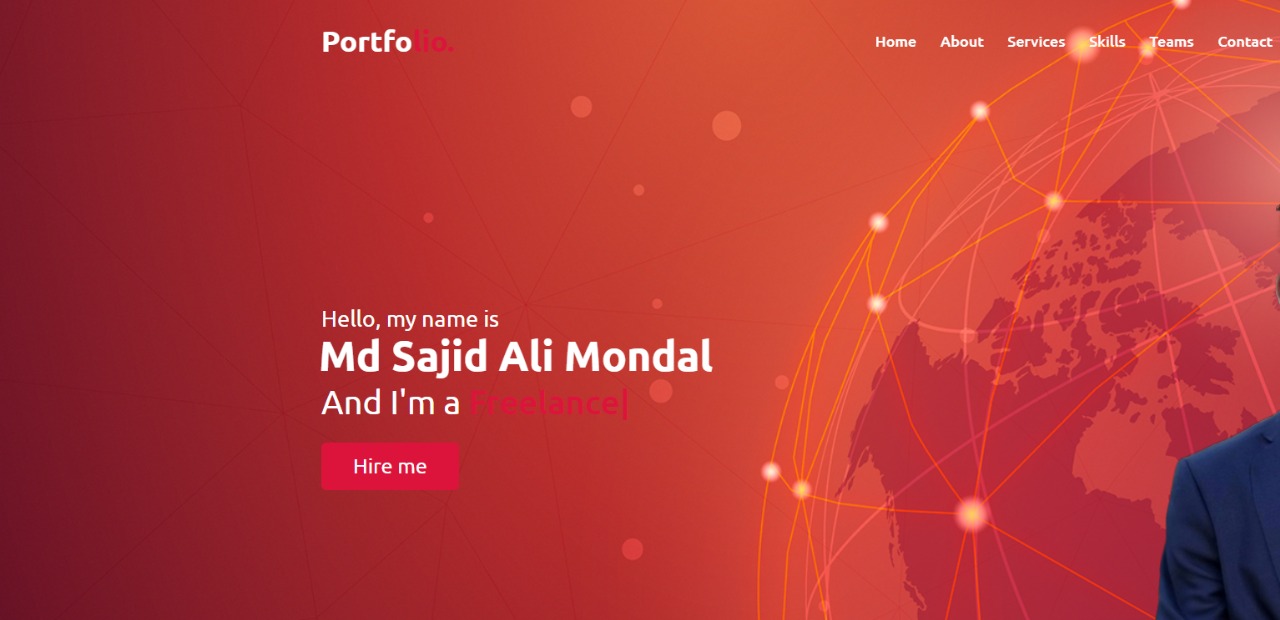 Portfolio.
Home About Services Skills Teams Contact
Hello, my name is
Md Sajid Ali Mondal
And I'm a Freelance|
Hire me